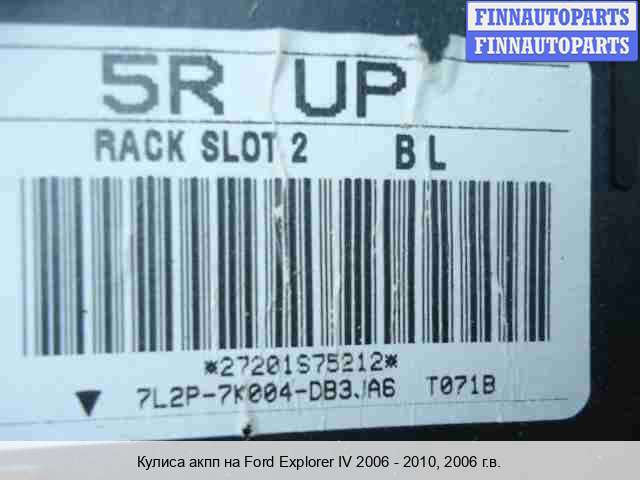 FINNAUTOPARTS
FINNAUTOPARTS
5R UP
RACK SLOT 2 BL
*27201S75212*
7L2P-7K004-DB3JA6 T071B
Кулиса акпп на Ford Explorer IV 2006 - 2010, 2006 г.в.